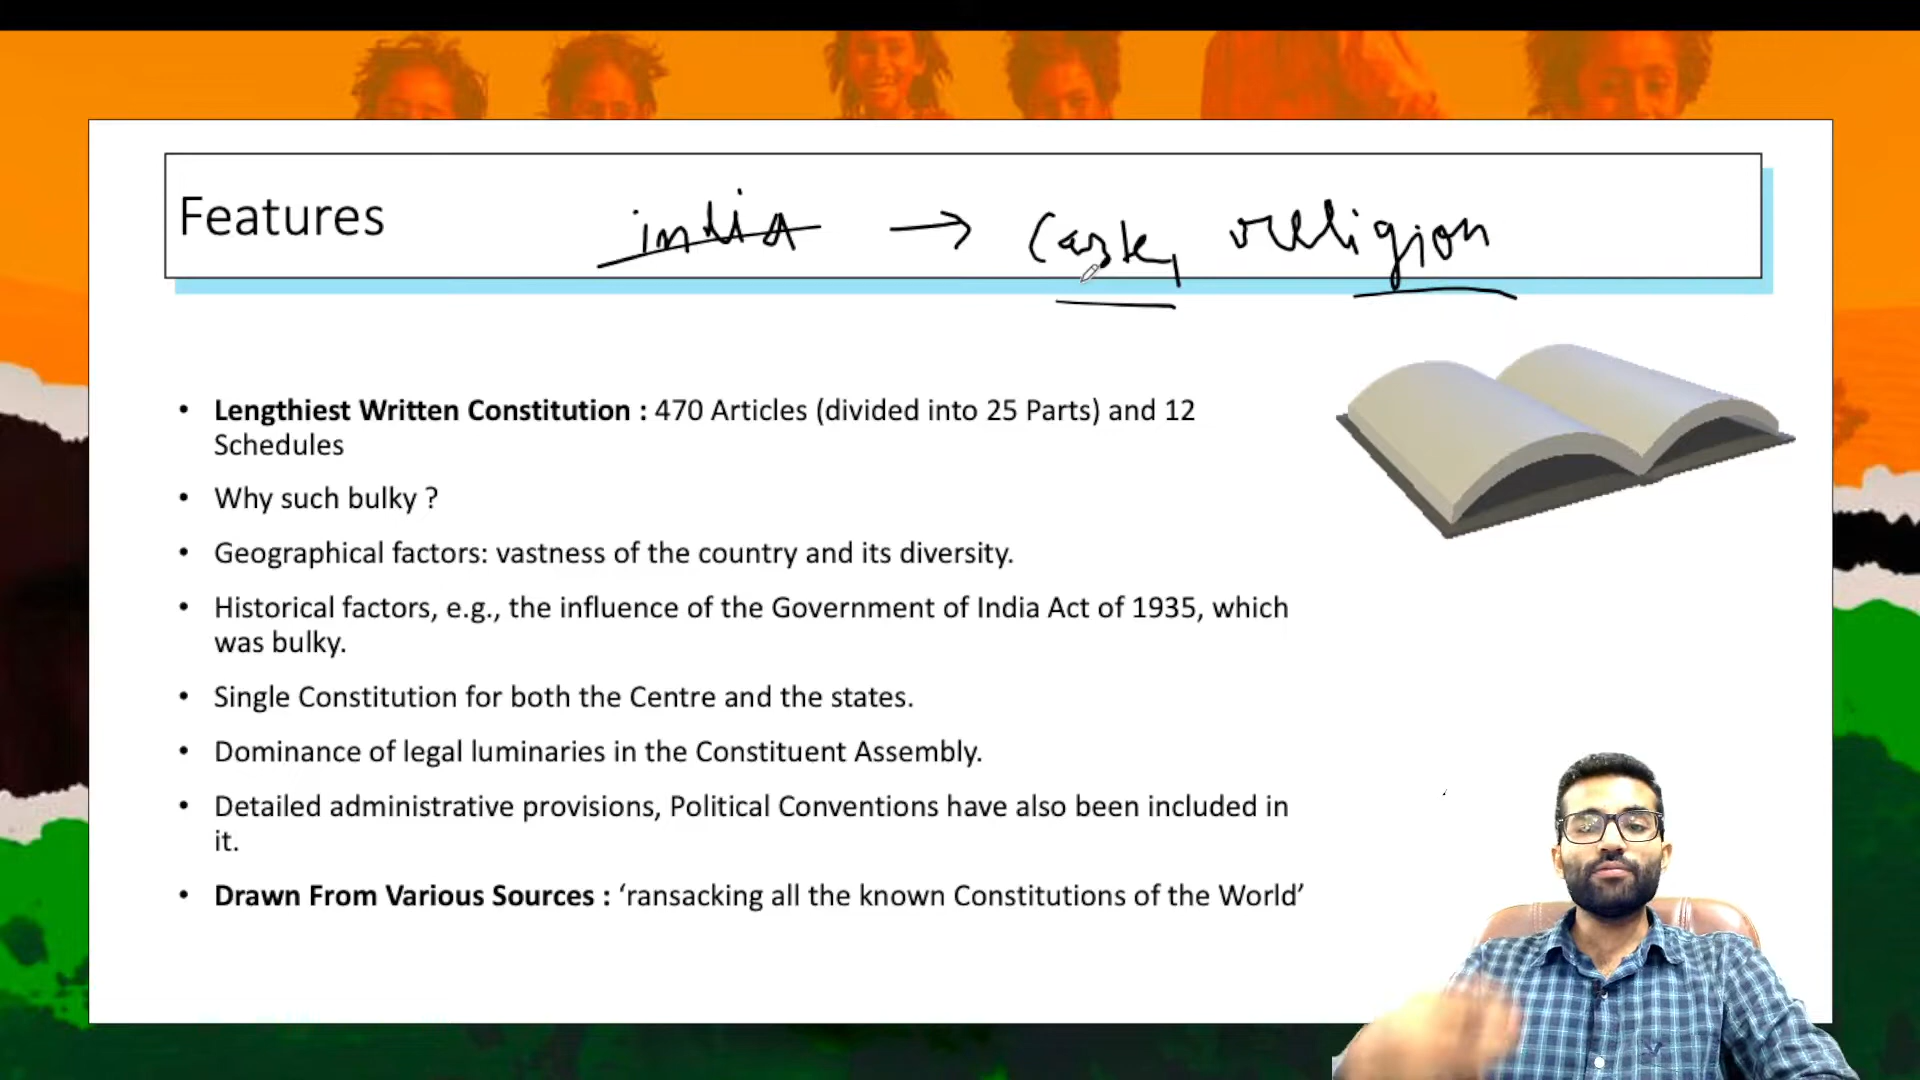 Features
india → caste, religion
• Lengthiest Written Constitution : 470 Articles (divided into 25 Parts) and 12
Schedules
• Why such bulky ?
• Geographical factors: vastness of the country and its diversity.
• Historical factors, e.g., the influence of the Government of India Act of 1935, which
was bulky.
• Single Constitution for both the Centre and the states.
• Dominance of legal luminaries in the Constituent Assembly.
• Detailed administrative provisions, Political Conventions have also been included in
it.
• Drawn From Various Sources : ‘ransacking all the known Constitutions of the World’